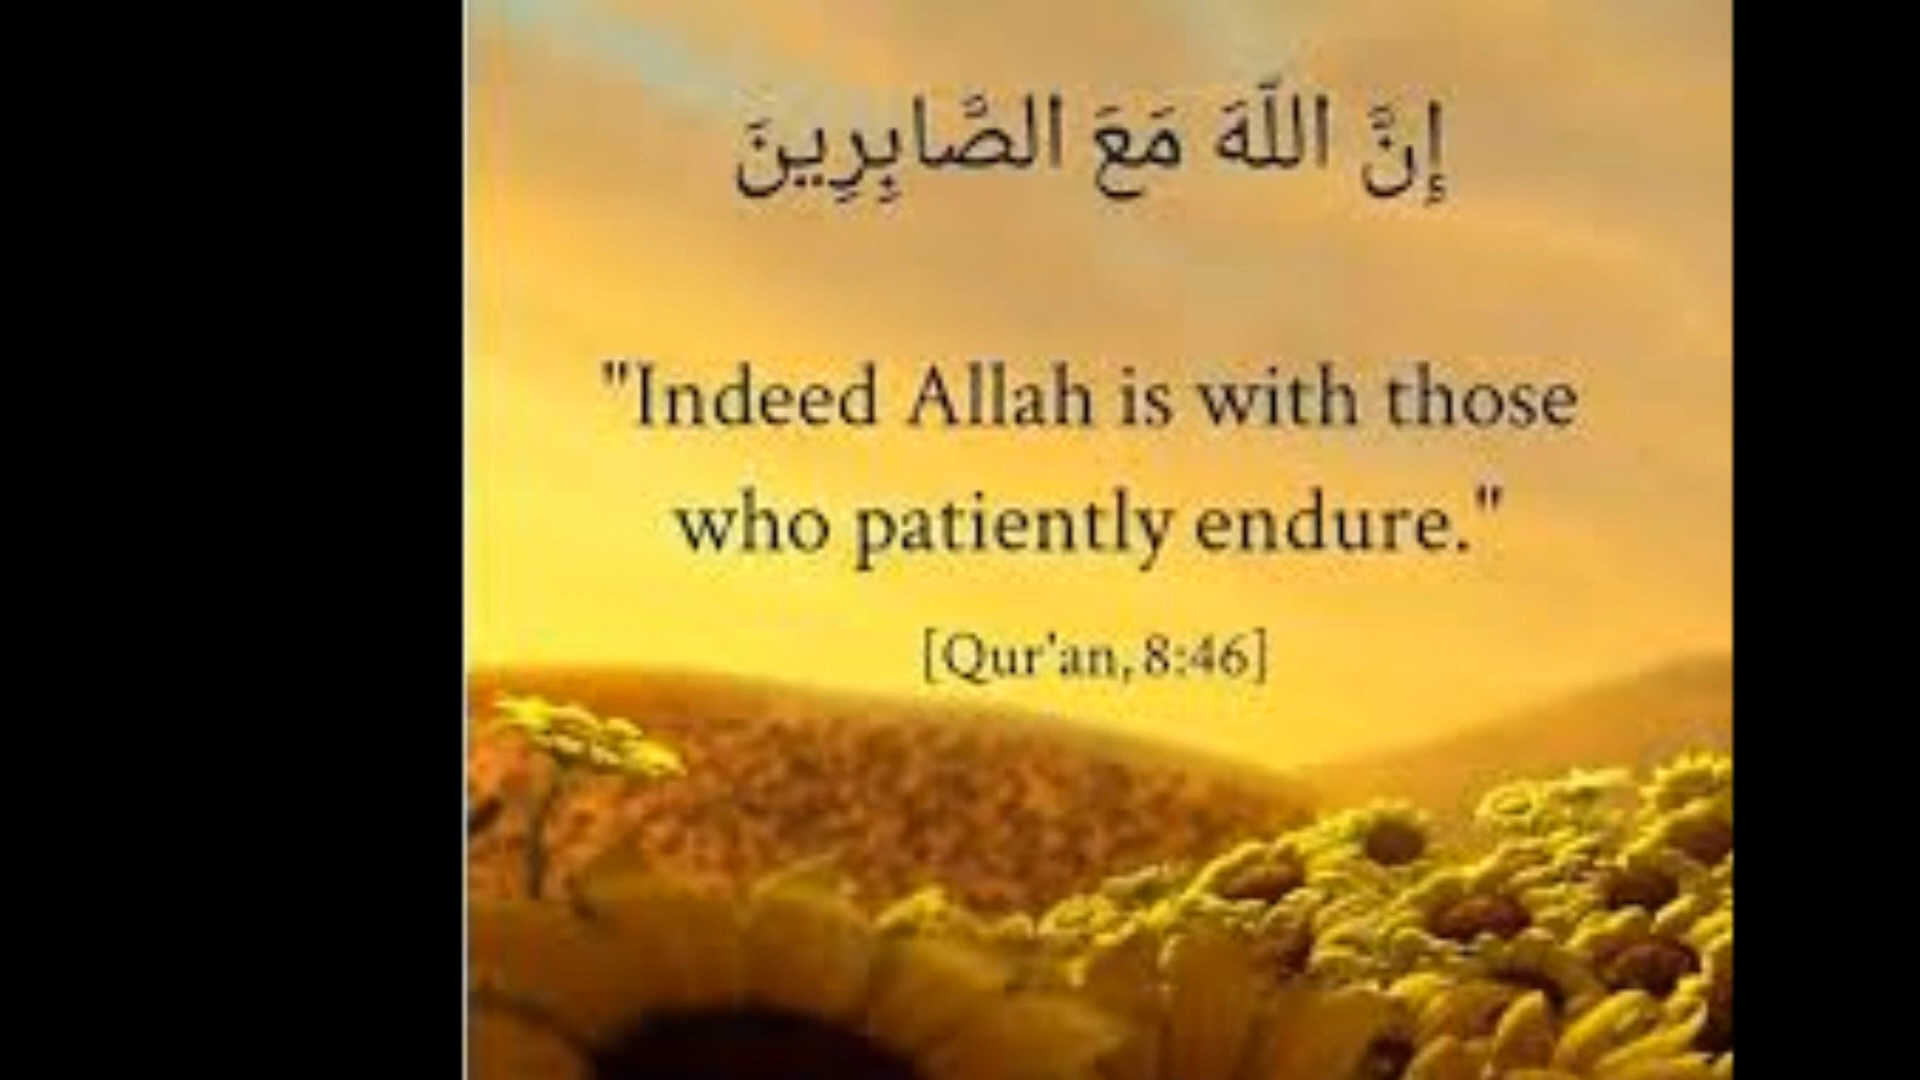 إِنَّ اللَّهَ مَعَ الصَّابِرِينَ
"Indeed Allah is with those
who patiently endure."
[Qur'an, 8:46]